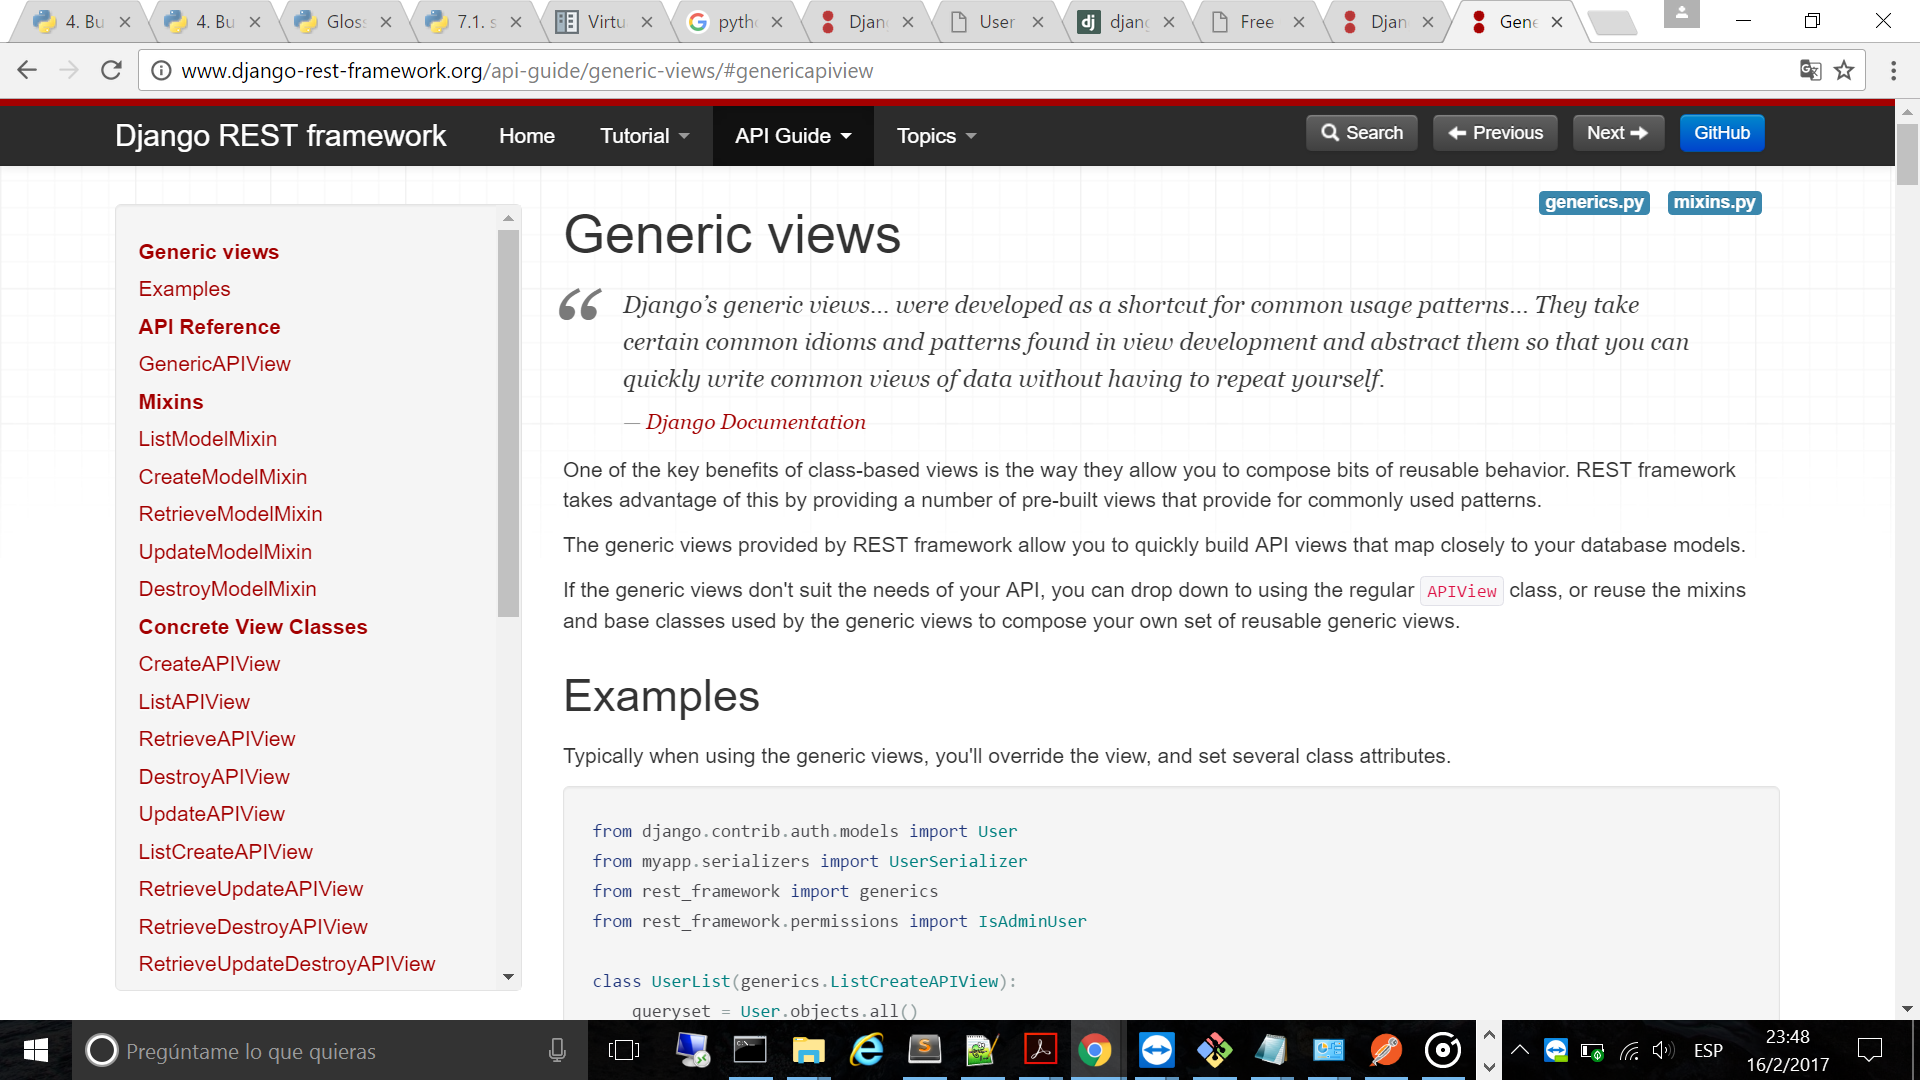 4. Bu
4. Bu
Glos
7.1. s
Virtu
pyth
Djan
User
djan
Free
Djan
Gene
www.django-rest-framework.org/api-guide/generic-views/#genericapiview
Django REST framework
Home
Tutorial
API Guide
Topics
Search
Previous
Next
GitHub
generics.py
mixins.py
Generic views
Examples
API Reference
GenericAPIView
Mixins
ListModelMixin
CreateModelMixin
RetrieveModelMixin
UpdateModelMixin
DestroyModelMixin
Concrete View Classes
CreateAPIView
ListAPIView
RetrieveAPIView
DestroyAPIView
UpdateAPIView
ListCreateAPIView
RetrieveUpdateAPIView
RetrieveDestroyAPIView
RetrieveUpdateDestroyAPIView
Generic views
“ Django’s generic views... were developed as a shortcut for common usage patterns... They take
certain common idioms and patterns found in view development and abstract them so that you can
quickly write common views of data without having to repeat yourself.
— Django Documentation
One of the key benefits of class-based views is the way they allow you to compose bits of reusable behavior. REST framework
takes advantage of this by providing a number of pre-built views that provide for commonly used patterns.
The generic views provided by REST framework allow you to quickly build API views that map closely to your database models.
If the generic views don't suit the needs of your API, you can drop down to using the regular APIView class, or reuse the mixins
and base classes used by the generic views to compose your own set of reusable generic views.
Examples
Typically when using the generic views, you'll override the view, and set several class attributes.
from django.contrib.auth.models import User
from myapp.serializers import UserSerializer
from rest_framework import generics
from rest_framework.permissions import IsAdminUser
class UserList(generics.ListCreateAPIView):
queryset = User.objects.all()
Pregúntame lo que quieras
ESP
23:48
16/2/2017